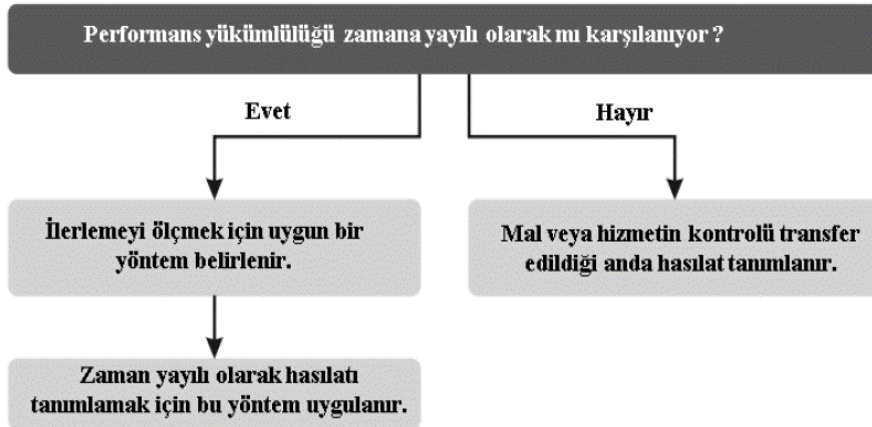 Performans yükümlülüğü zamana yayılı olarak mı karşılanıyor ?
Evet
Hayır
İlerlemeyi ölçmek için uygun bir
yöntem belirlenir.
Mal veya hizmetin kontrolü transfer
edildiği anda hasılat tanımlanır.
Zaman yayılı olarak hasılatı
tanımlamak için bu yöntem uygulanır.